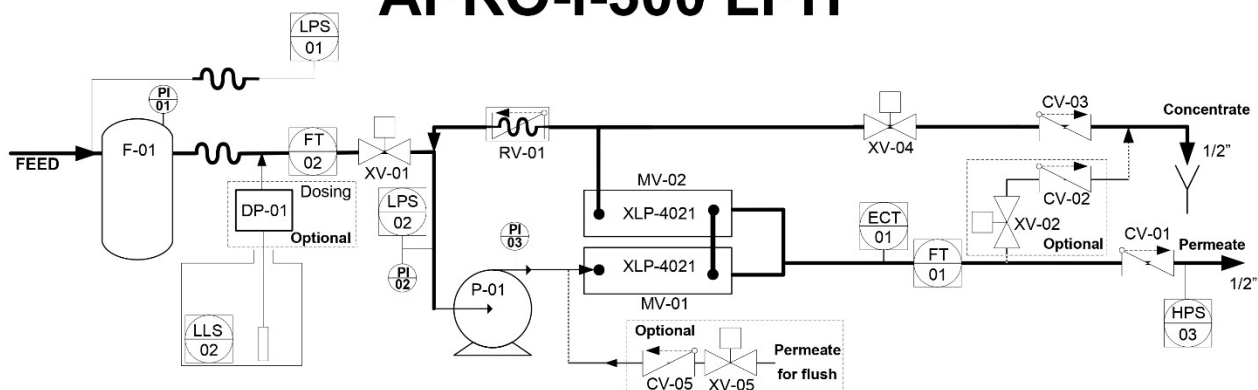 LPS
01
PI
01
F-01
FEED
FT
02
XV-01
Dosing
DP-01
Optional
LLS
02
LPS
02
PI
02
RV-01
PI
03
P-01
MV-02
XLP-4021
XLP-4021
MV-01
Optional
Permeate
for flush
CV-05
XV-05
XV-04
CV-03
Concentrate
1/2"
CV-02
XV-02
Optional
ECT
01
FT
01
CV-01
Permeate
1/2"
HPS
03